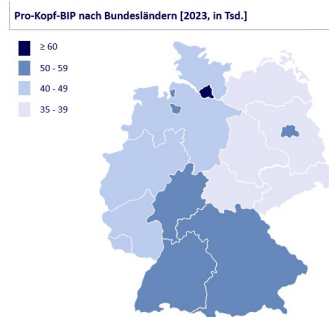 Pro-Kopf-BIP nach Bundesländern [2023, in Tsd.]
≥ 60
50 - 59
40 - 49
35 - 39